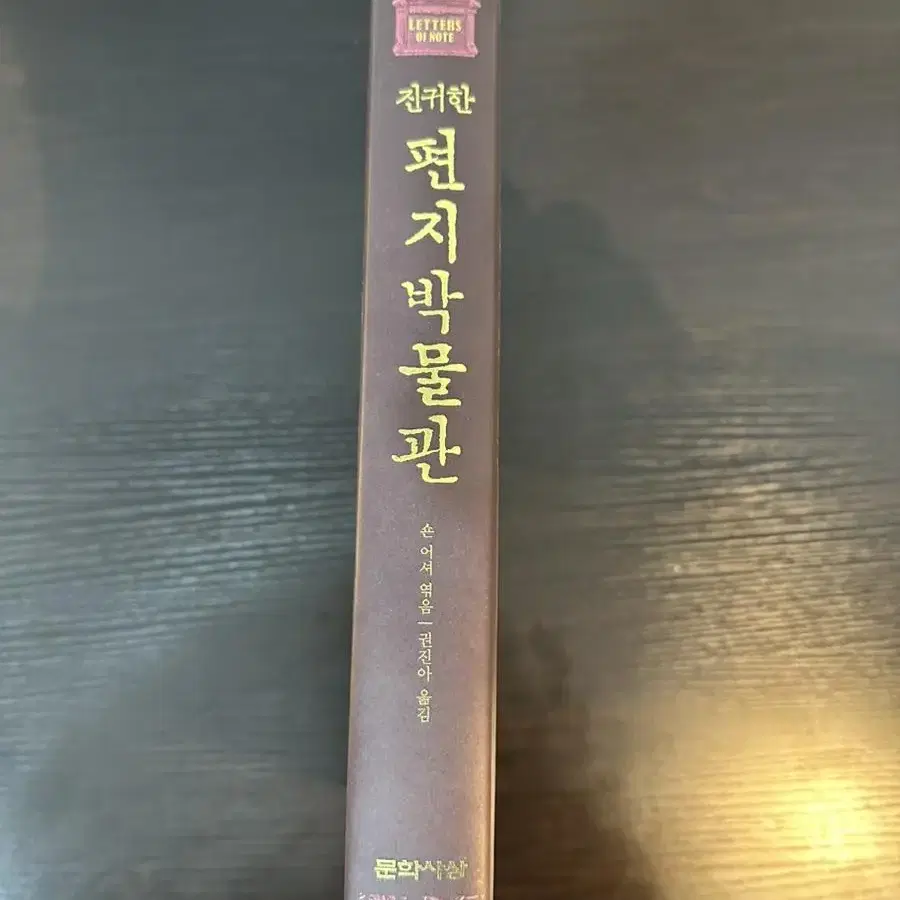 LETTERS
OF NOTE
진귀한
편지박물관
숀 어셔 엮음 | 권진아 옮김
문학사상